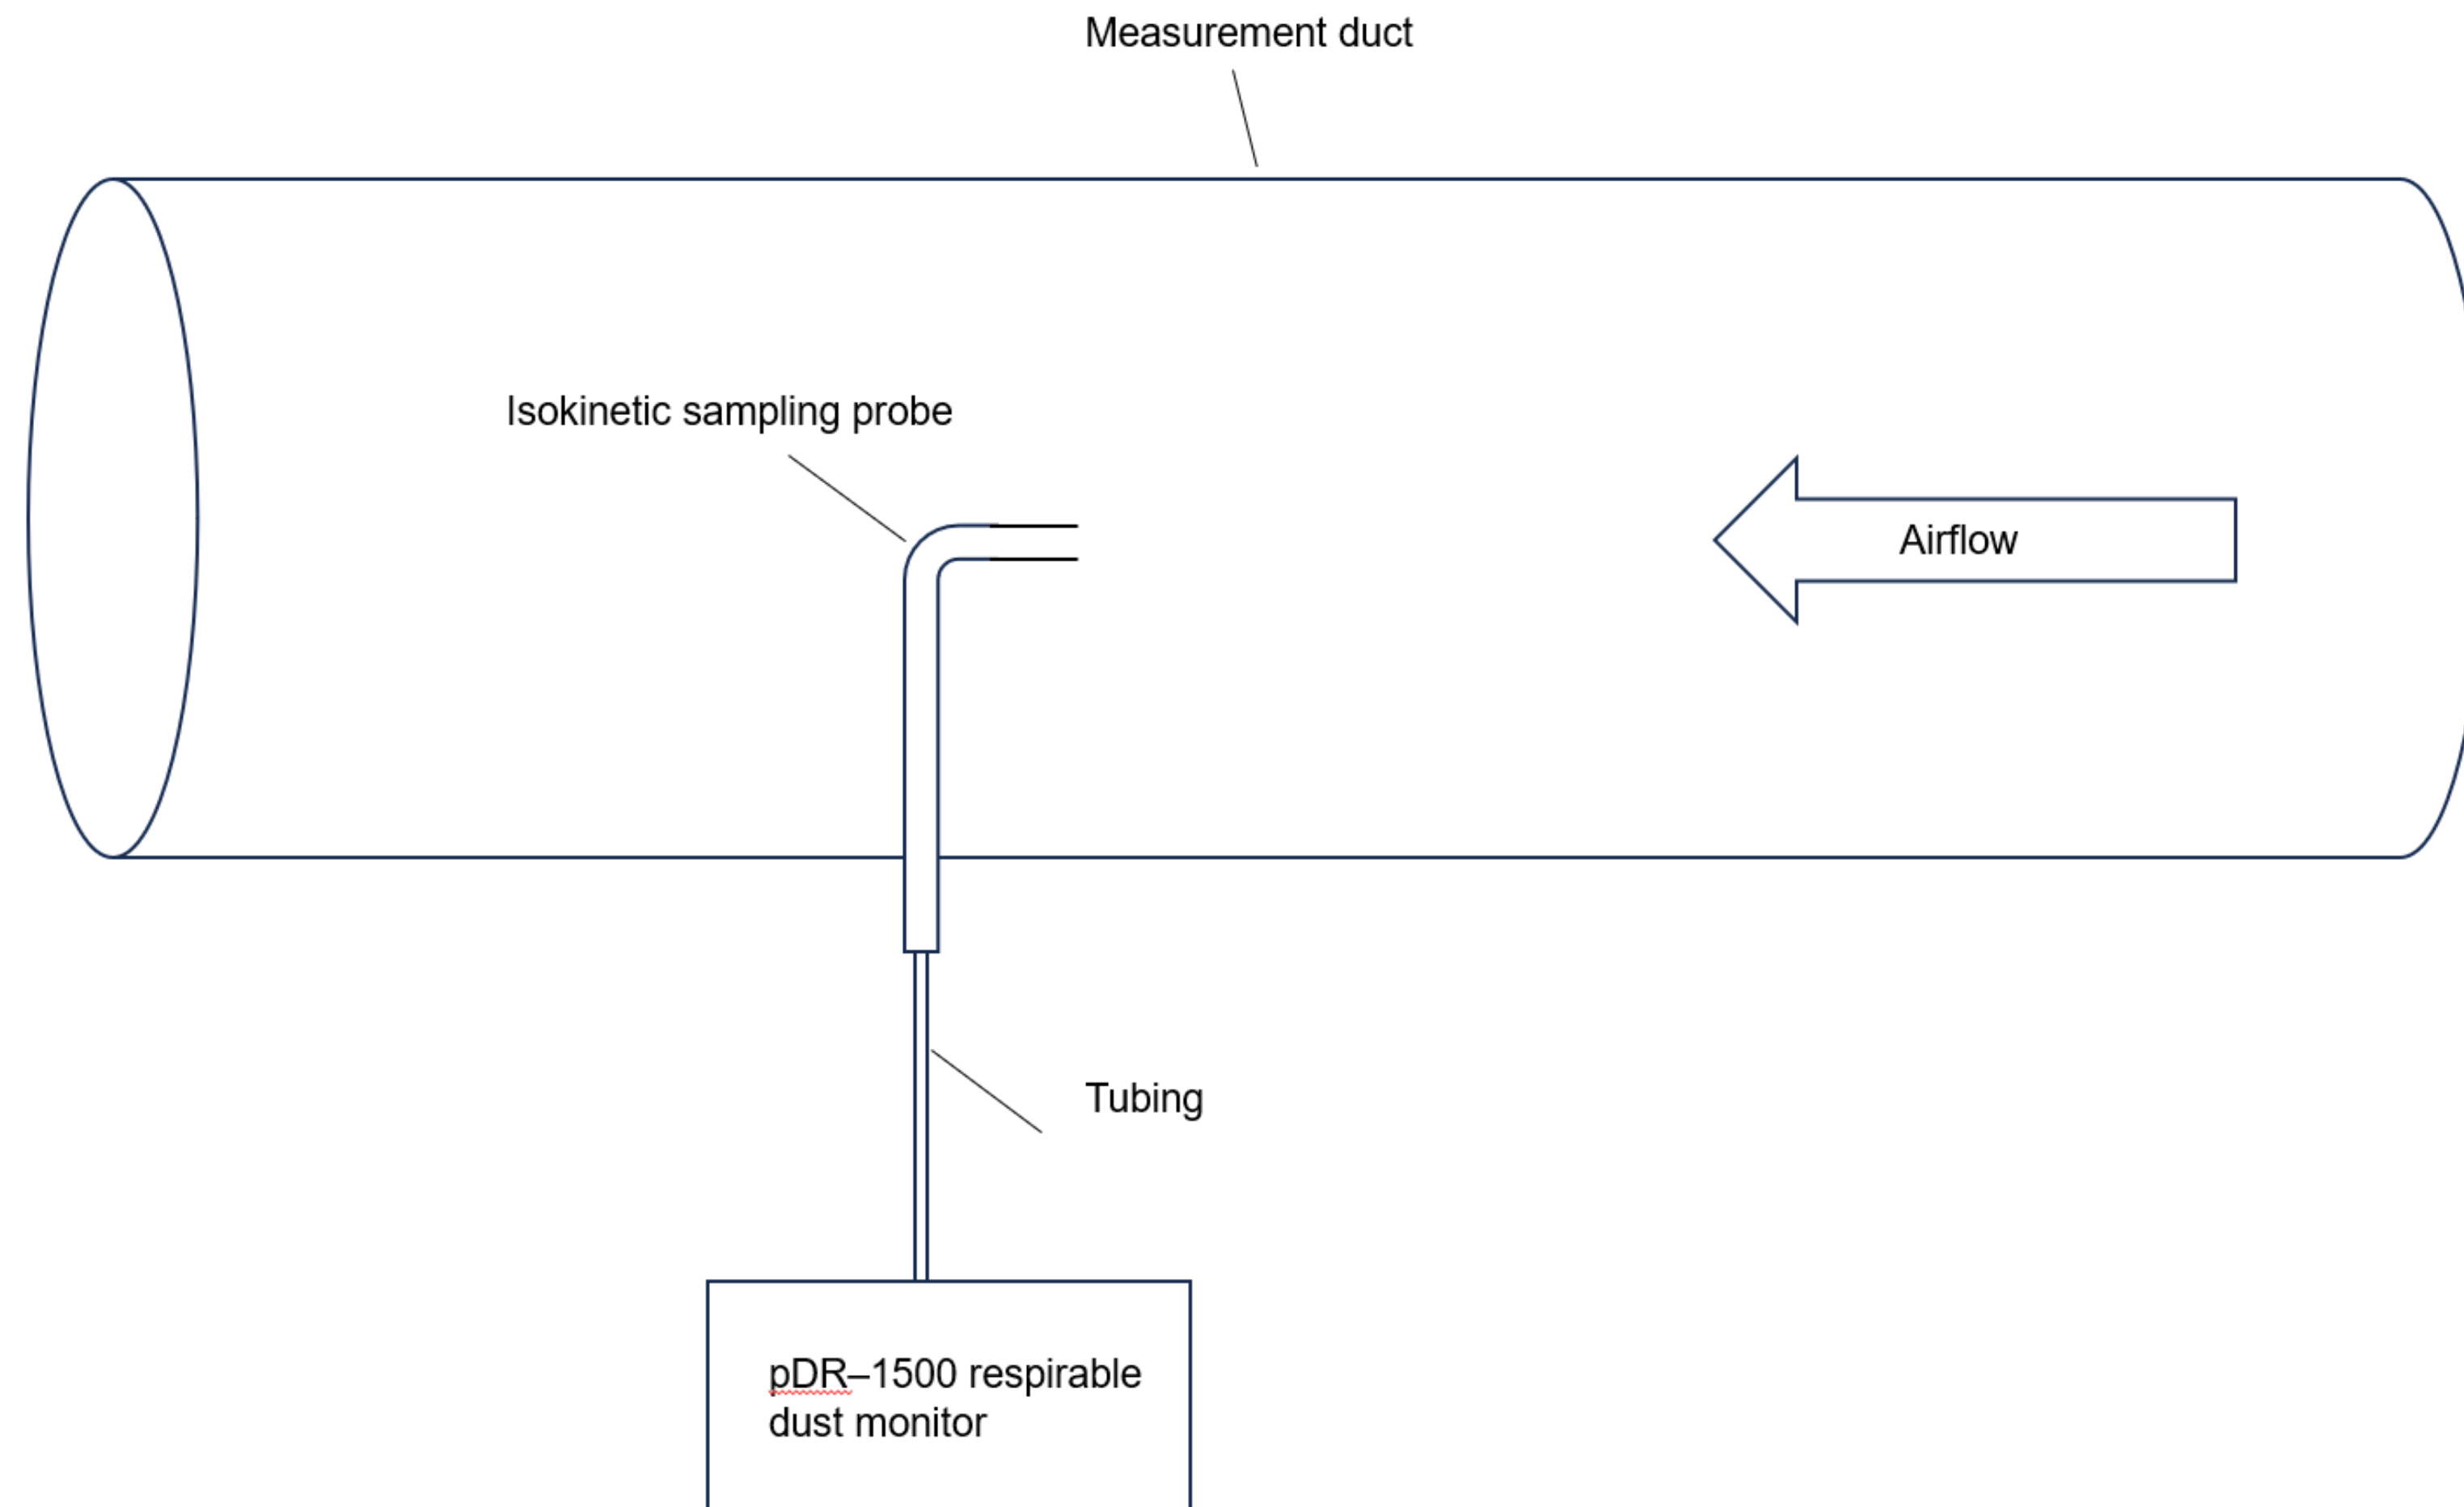 Measurement duct
Isokinetic sampling probe
Airflow
Tubing
pDR–1500 respirable
dust monitor